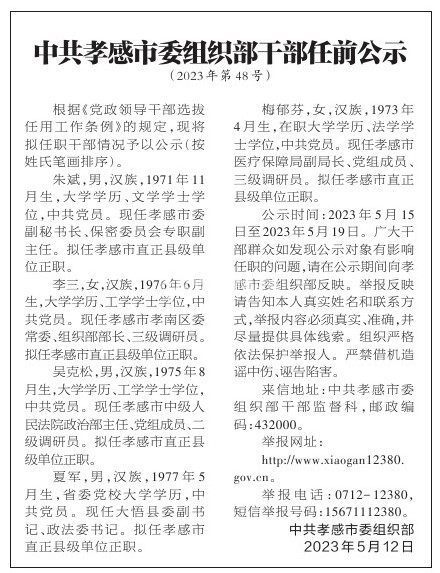 中共孝感市委组织部干部任前公示
（2023年第48号）
根据《党政领导干部选拔
任用工作条例》的规定，现将
拟任职干部情况予以公示（按
姓氏笔画排序）。
朱斌，男，汉族，1971年11
月生，大学学历、文学学士学
位，中共党员。现任孝感市委
副秘书长、保密委员会专职副
主任。拟任孝感市直正县级单
位正职。
李三，女，汉族，1976年6月
生，大学学历、工学学士学位，中
共党员。现任孝感市孝南区委
常委、组织部部长、三级调研员。
拟任孝感市直正县级单位正职。
吴克松，男，汉族，1975年8
月生，大学学历、工学学士学位，
中共党员。现任孝感市中级人
民法院政治部主任、党组成员、二
级调研员。拟任孝感市直正县
级单位正职。
夏军，男，汉族，1977年5
月生，省委党校大学学历，中
共党员。现任大悟县委副书
记、政法委书记。拟任孝感市
直正县级单位正职。
梅郁芬，女，汉族，1973年
4月生，在职大学学历、法学学
士学位，中共党员。现任孝感市
医疗保障局副局长、党组成员、
三级调研员。拟任孝感市直正
县级单位正职。
公示时间：2023年5月15
日至2023年5月19日。广大干
部群众如发现公示对象有影响
任职的问题，请在公示期间向孝
感市委组织部反映。举报反映
请告知本人真实姓名和联系方
式，举报内容必须真实、准确，并
尽量提供具体线索。组织严格
依法保护举报人。严禁借机造
谣中伤、诬告陷害。
来信地址：中共孝感市委
组织部干部监督科，邮政编
码：432000。
举报网址：
http://www.xiaogan12380.
gov.cn。
举报电话：0712-12380，
短信举报号码：15671112380。
中共孝感市委组织部
2023年5月12日